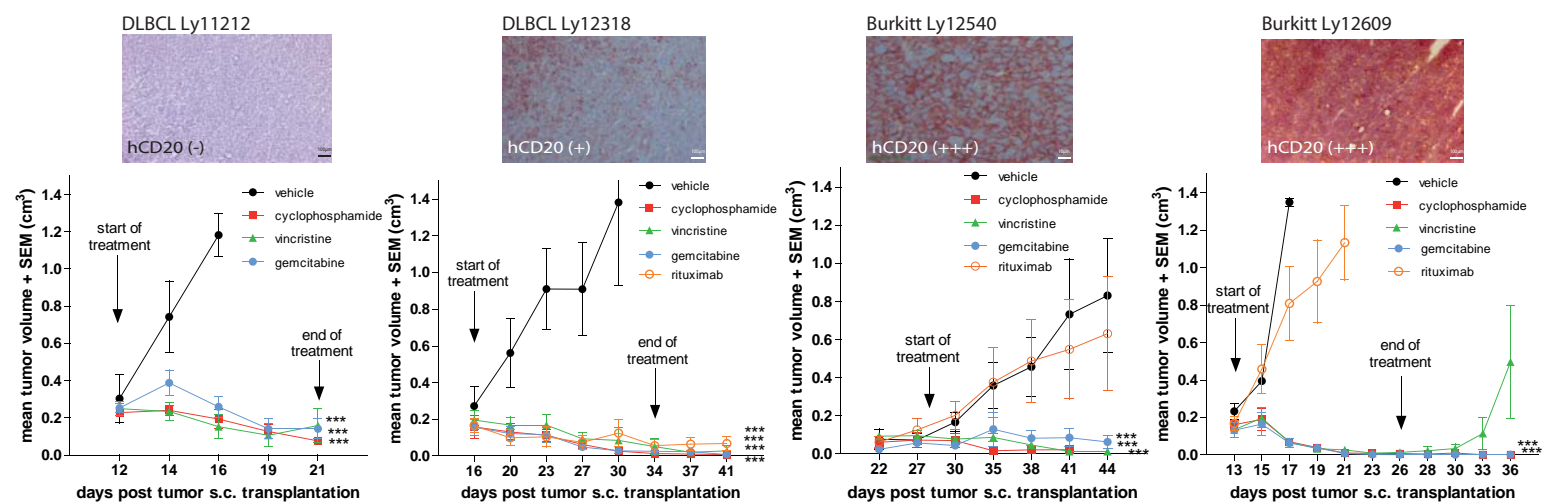 DLBCL Ly11212
hCD20 (-)
100µm
mean tumor volume + SEM (cm³)
1.4
1.2
1.0
0.8
0.6
0.4
0.2
0.0
start of
treatment
vehicle
cyclophosphamide
vincristine
gemcitabine
end of
treatment
***
***
***
12 14 16 19 21
days post tumor s.c. transplantation
DLBCL Ly12318
hCD20 (+)
100µm
mean tumor volume + SEM (cm³)
1.4
1.2
1.0
0.8
0.6
0.4
0.2
0.0
start of
treatment
vehicle
cyclophosphamide
vincristine
gemcitabine
rituximab
end of
treatment
***
***
***
***
16 20 23 27 30 34 37 41
days post tumor s.c. transplantation
Burkitt Ly12540
hCD20 (+++)
mean tumor volume + SEM (cm³)
1.4
1.2
1.0
0.8
0.6
0.4
0.2
0.0
vehicle
cyclophosphamide
vincristine
gemcitabine
rituximab
start of
treatment
***
***
***
22 27 30 35 38 41 44
days post tumor s.c. transplantation
Burkitt Ly12609
hCD20 (+++)
100µm
mean tumor volume + SEM (cm³)
1.4
1.2
1.0
0.8
0.6
0.4
0.2
0.0
start of
treatment
vehicle
cyclophosphamide
vincristine
gemcitabine
rituximab
end of
treatment
***
***
13 15 17 19 21 23 26 28 30 33 36
days post tumor s.c. transplantation